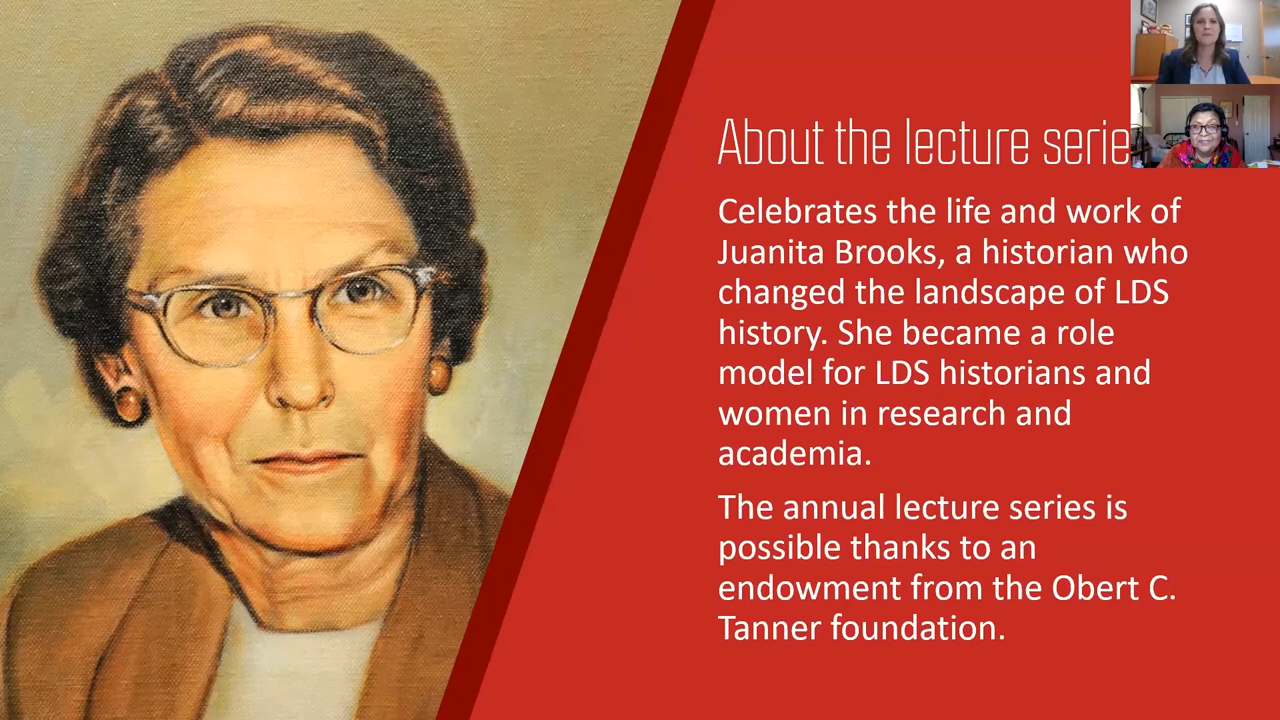 About the lecture serie
Celebrates the life and work of
Juanita Brooks, a historian who
changed the landscape of LDS
history. She became a role
model for LDS historians and
women in research and
academia.
The annual lecture series is
possible thanks to an
endowment from the Obert C.
Tanner foundation.